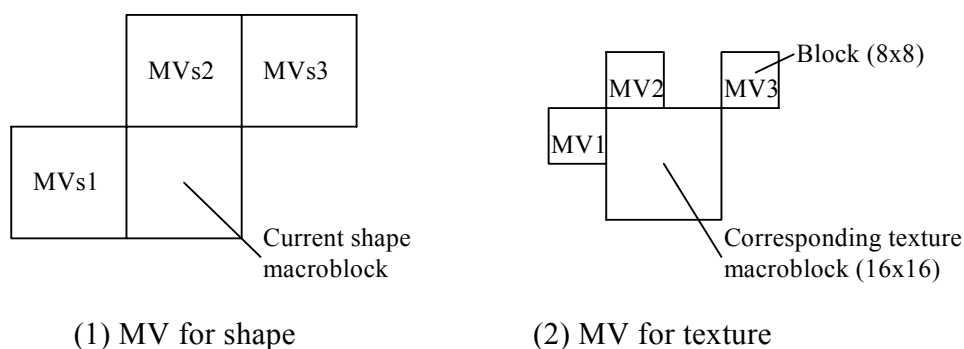 MVs2 MVs3
MVs1
Current shape
macroblock
(1) MV for shape
Block (8x8)
MV2 MV3
MV1
Corresponding texture
macroblock (16x16)
(2) MV for texture